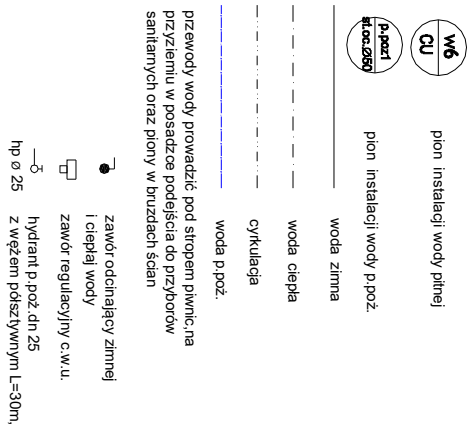 w6
CU
pion instalacji wody pitnej
p.poz1
st.oc.Ø50
pion instalacji wody p.poż.
woda zimna
woda ciepła
cyrkulacja
woda p.poż.
przewody wody prowadzić pod stropem piwnic,na
przyziemiu w posadzce podejścia do przyborów
sanitarnych oraz piony w bruzdach ścian
zawór odcinający zimnej
i ciepłaj wody
zawór regulacyjny c.w.u.
hp ø 25
hydrant p.poż.dn 25
z wężem półsztywnym L=30m,